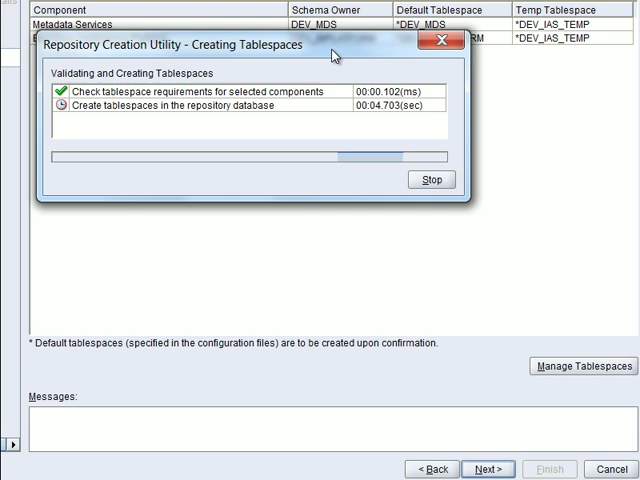 Component Schema Owner Default Tablespace Temp Tablespace
Metadata Services DEV_MDS *DEV_MDS *DEV_IAS_TEMP
*DEV_IAS_TEMP
Repository Creation Utility - Creating Tablespaces
Validating and Creating Tablespaces
Check tablespace requirements for selected components 00:00.102(ms)
Create tablespaces in the repository database 00:04.703(sec)
Stop
* Default tablespaces (specified in the configuration files) are to be created upon confirmation.
Manage Tablespaces
Messages:
< Back Next > Finish Cancel